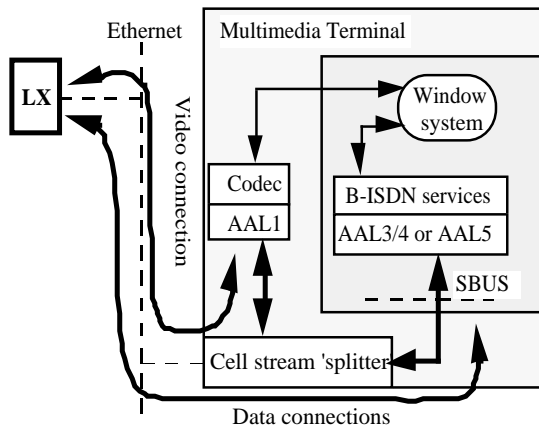 Ethernet
Multimedia Terminal
LX
Video connection
Window
system
Codec
AAL1
B-ISDN services
AAL3/4 or AAL5
SBUS
Cell stream 'splitter
Data connections